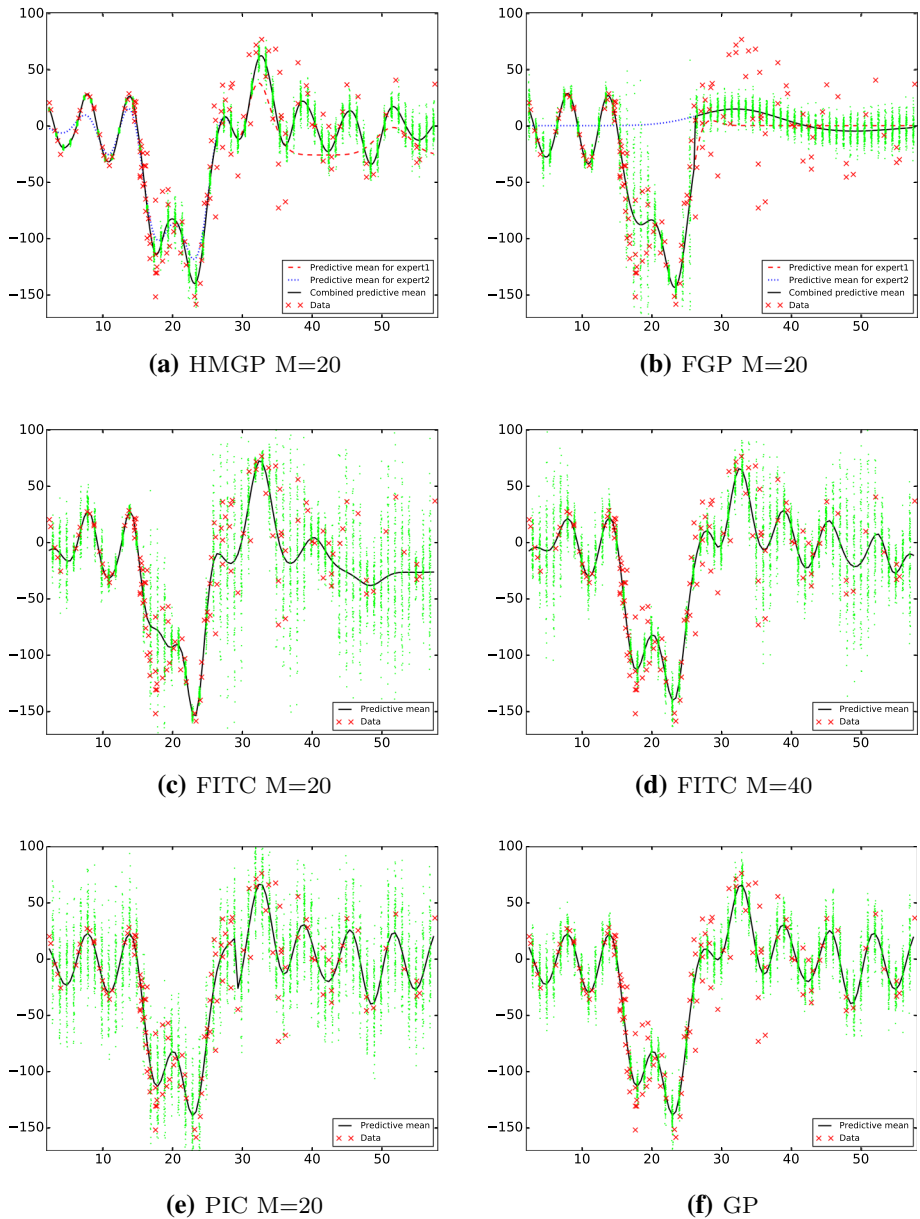 100
50
0
−50
−100
−150
10 20 30 40 50
Predictive mean for expert1
Predictive mean for expert2
Combined predictive mean
Data
(a) HMGP M=20
100
50
0
−50
−100
−150
10 20 30 40 50
Predictive mean for expert1
Predictive mean for expert2
Combined predictive mean
Data
(b) FGP M=20
100
50
0
−50
−100
−150
10 20 30 40 50
Predictive mean
Data
(c) FITC M=20
100
50
0
−50
−100
−150
10 20 30 40 50
Predictive mean
Data
(d) FITC M=40
100
50
0
−50
−100
−150
10 20 30 40 50
Predictive mean
Data
(e) PIC M=20
100
50
0
−50
−100
−150
10 20 30 40 50
Predictive mean
Data
(f) GP